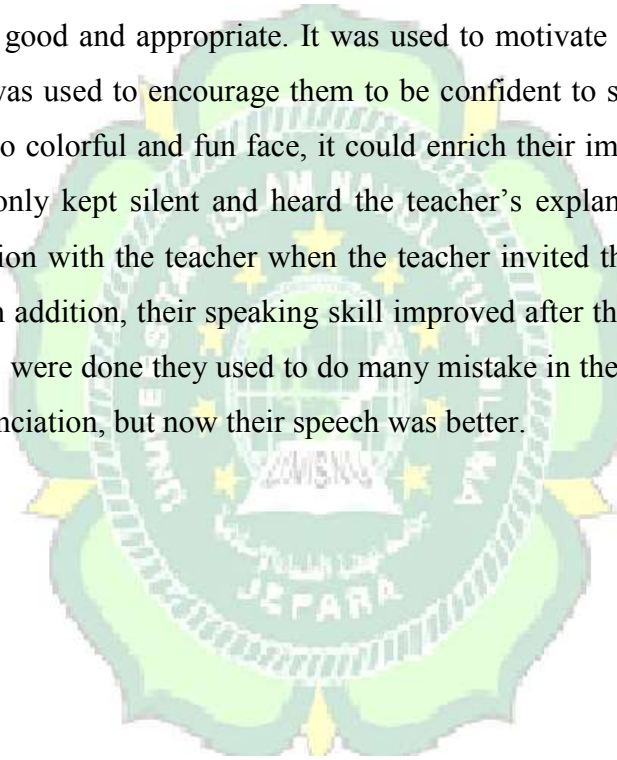 good and appropriate. It was used to motivate
was used to encourage them to be confident to s
o colorful and fun face, it could enrich their im
only kept silent and heard the teacher’s explan
ion with the teacher when the teacher invited th
n addition, their speaking skill improved after th
were done they used to do many mistake in the
nciation, but now their speech was better.
UNISNU
JEPARA